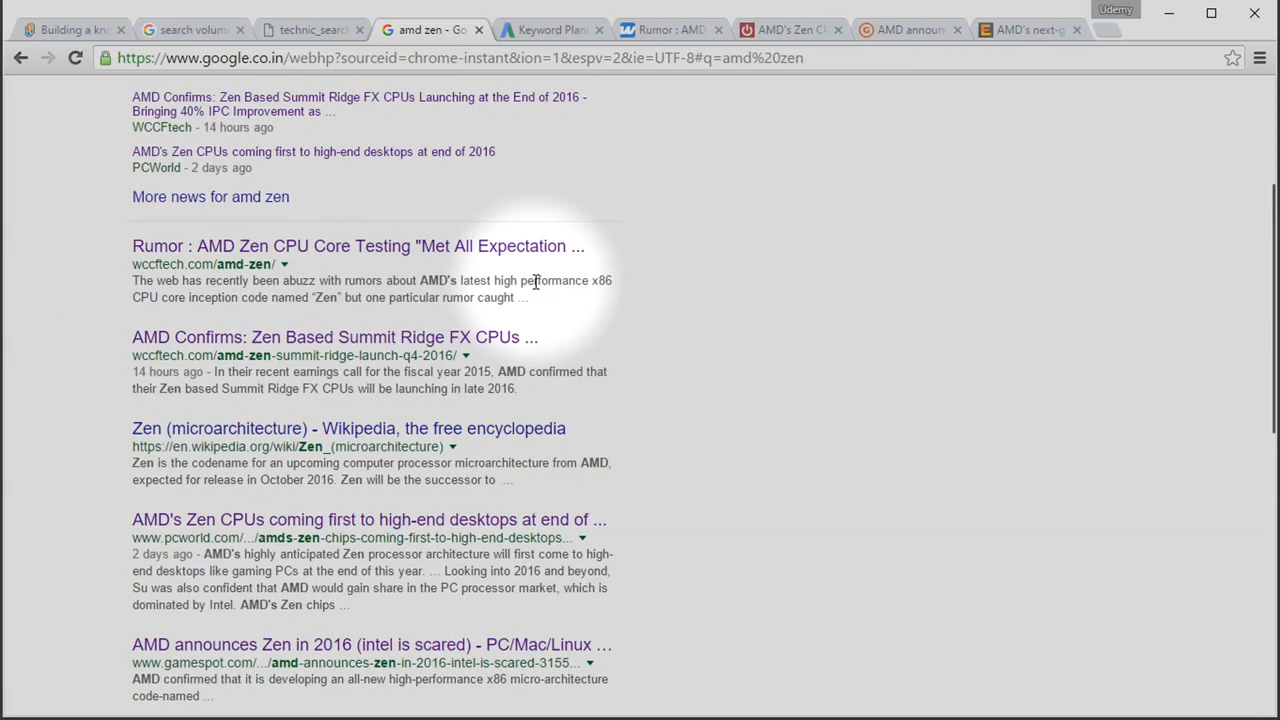 Udemy
Building a kn
search volume
technic_search
amd zen - Go
Keyword Plan
Rumor : AMD
AMD's Zen CP
AMD announ
AMD's next-g
https://www.google.co.in/webhp?sourceid=chrome-instant&ion=1&espv=2&ie=UTF-8#q=amd%20zen
AMD Confirms: Zen Based Summit Ridge FX CPUs Launching at the End of 2016 -
Bringing 40% IPC Improvement as ...
WCCFtech - 14 hours ago
AMD's Zen CPUs coming first to high-end desktops at end of 2016
PCWorld - 2 days ago
More news for amd zen
Rumor : AMD Zen CPU Core Testing "Met All Expectation ...
wccftech.com/amd-zen/
The web has recently been abuzz with rumors about AMD's latest high performance x86
CPU core inception code named “Zen” but one particular rumor caught ...
AMD Confirms: Zen Based Summit Ridge FX CPUs ...
wccftech.com/amd-zen-summit-ridge-launch-q4-2016/
14 hours ago - In their recent earnings call for the fiscal year 2015, AMD confirmed that
their Zen based Summit Ridge FX CPUs will be launching in late 2016.
Zen (microarchitecture) - Wikipedia, the free encyclopedia
https://en.wikipedia.org/wiki/Zen_(microarchitecture)
Zen is the codename for an upcoming computer processor microarchitecture from AMD,
expected for release in October 2016. Zen will be the successor to ...
AMD's Zen CPUs coming first to high-end desktops at end of ...
www.pcworld.com/.../amds-zen-chips-coming-first-to-high-end-desktops...
2 days ago - AMD's highly anticipated Zen processor architecture will first come to high-
end desktops like gaming PCs at the end of this year. ... Looking into 2016 and beyond,
Su was also confident that AMD would gain share in the PC processor market, which is
dominated by Intel. AMD's Zen chips ...
AMD announces Zen in 2016 (intel is scared) - PC/Mac/Linux ...
www.gamespot.com/.../amd-announces-zen-in-2016-intel-is-scared-3155...
AMD confirmed that it is developing an all-new high-performance x86 micro-architecture
code-named ...